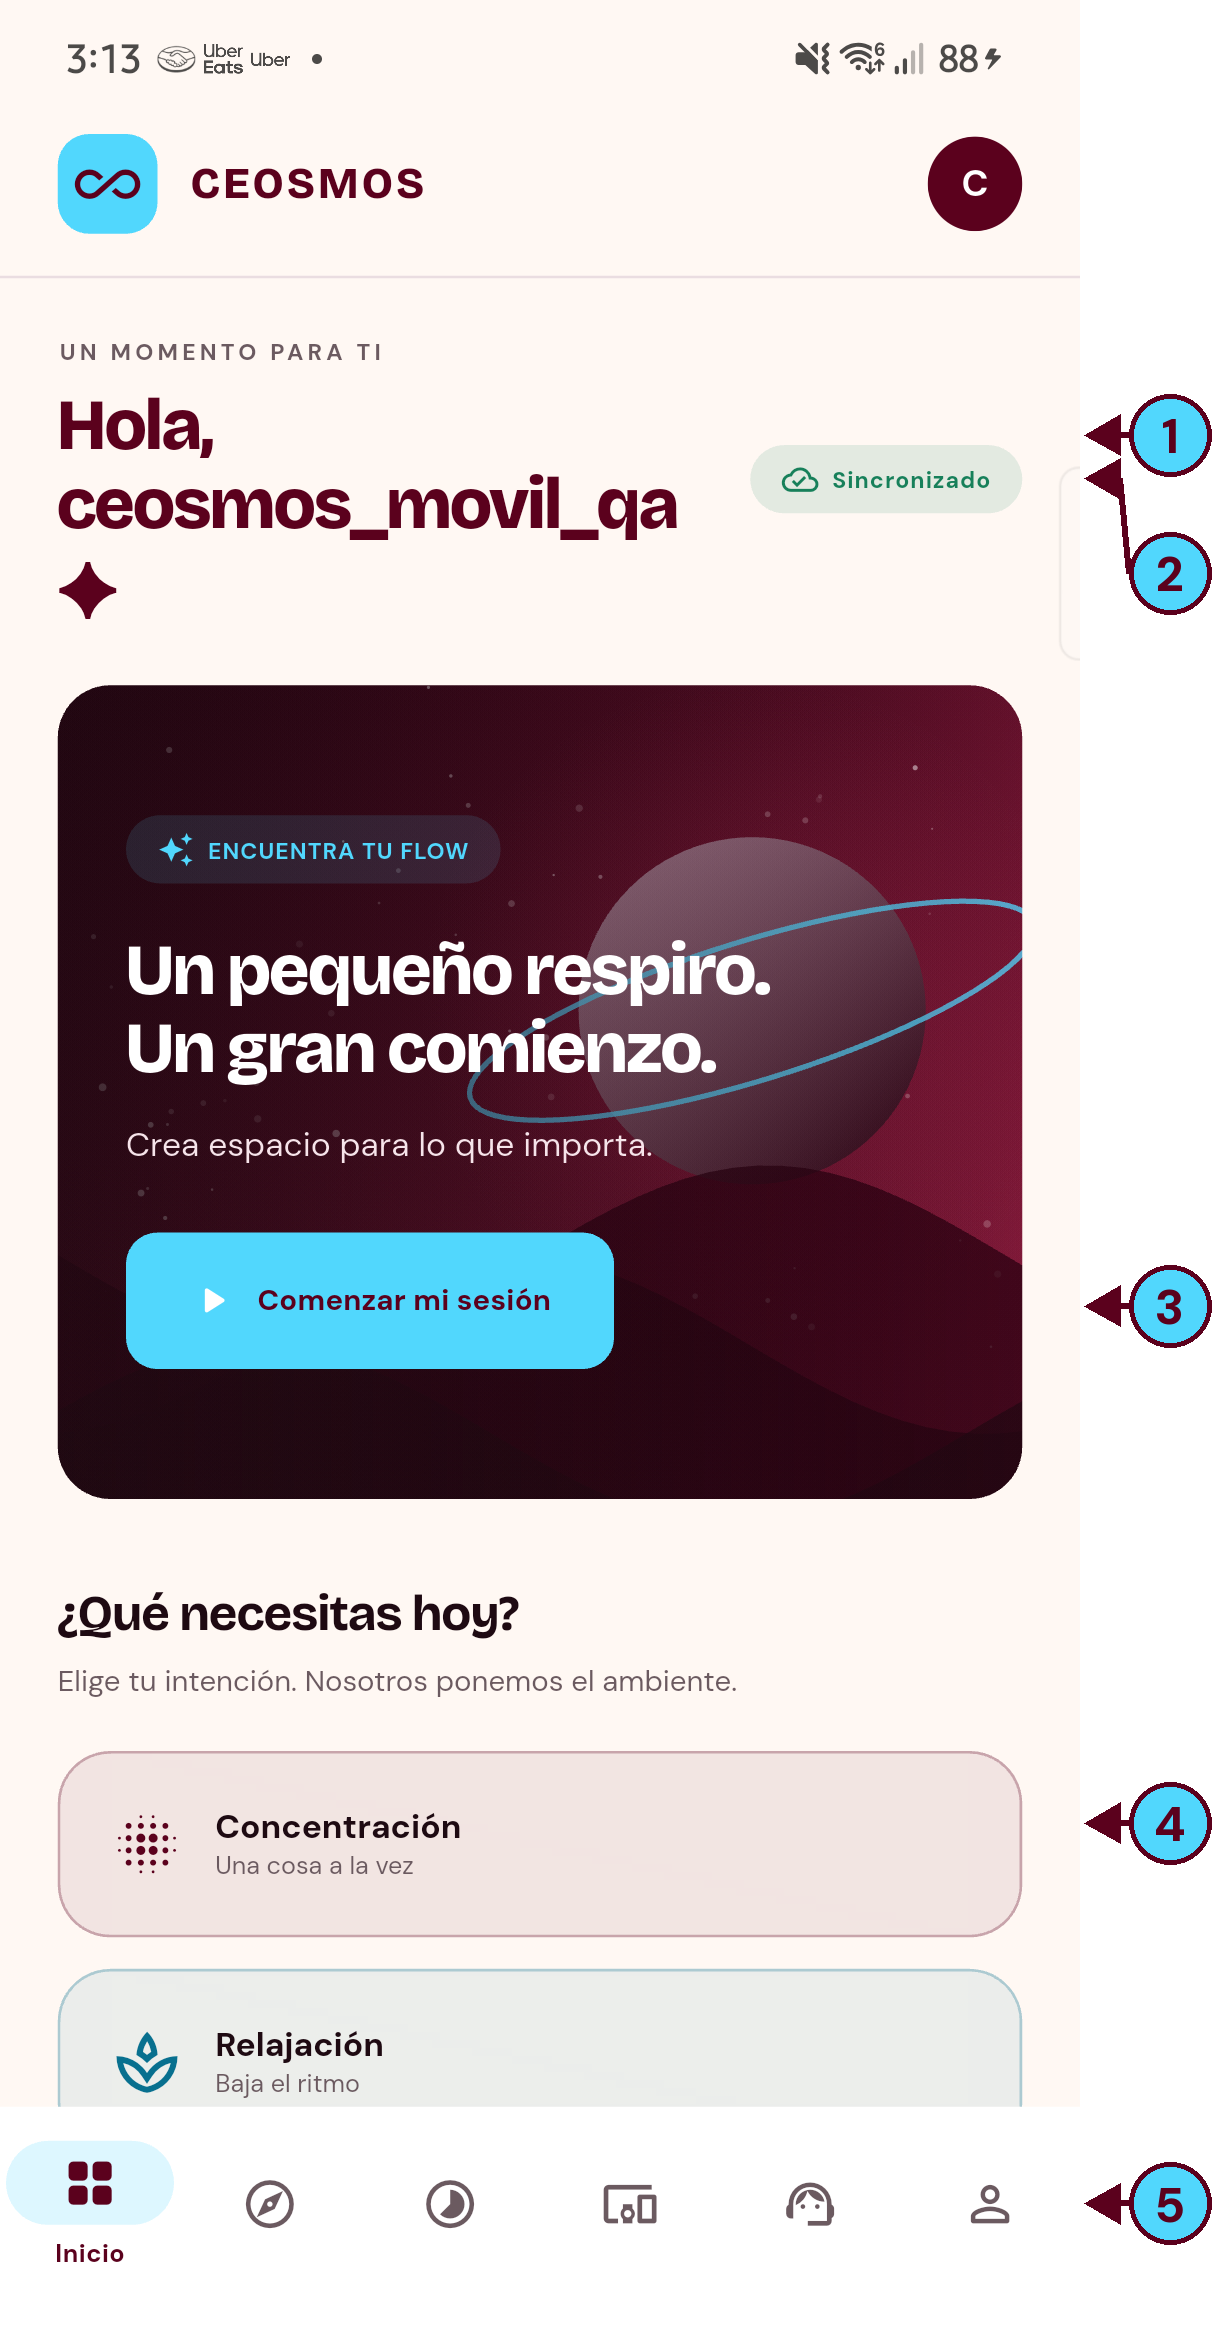 3:13 Uber Eats Uber 6 88
CEOSMOS C
UN MOMENTO PARA TI
Hola,
ceosmos_movil_qa
Sincronizado
1
2
ENCUENTRA TU FLOW
Un pequeño respiro.
Un gran comienzo.
Crea espacio para lo que importa.
Comenzar mi sesión
3
¿Qué necesitas hoy?
Elige tu intención. Nosotros ponemos el ambiente.
Concentración
Una cosa a la vez
4
Relajación
Baja el ritmo
Inicio
5